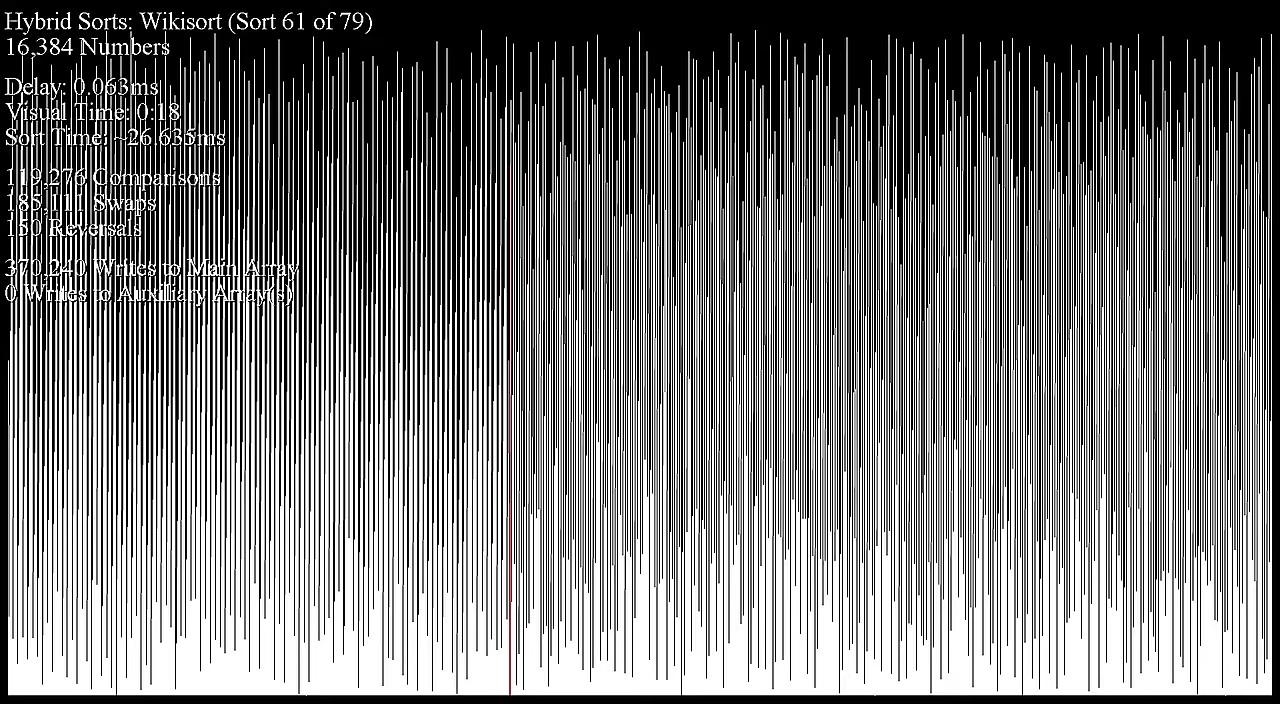 Hybrid Sorts: Wikisort (Sort 61 of 79)
16,384 Numbers
Delay: 0.063ms
Visual Time: 0:18
Sort Time: ~26.635ms
119,276 Comparisons
185,111 Swaps
150 Reversals
370,240 Writes to Main Array
0 Writes to Auxiliary Array(s)